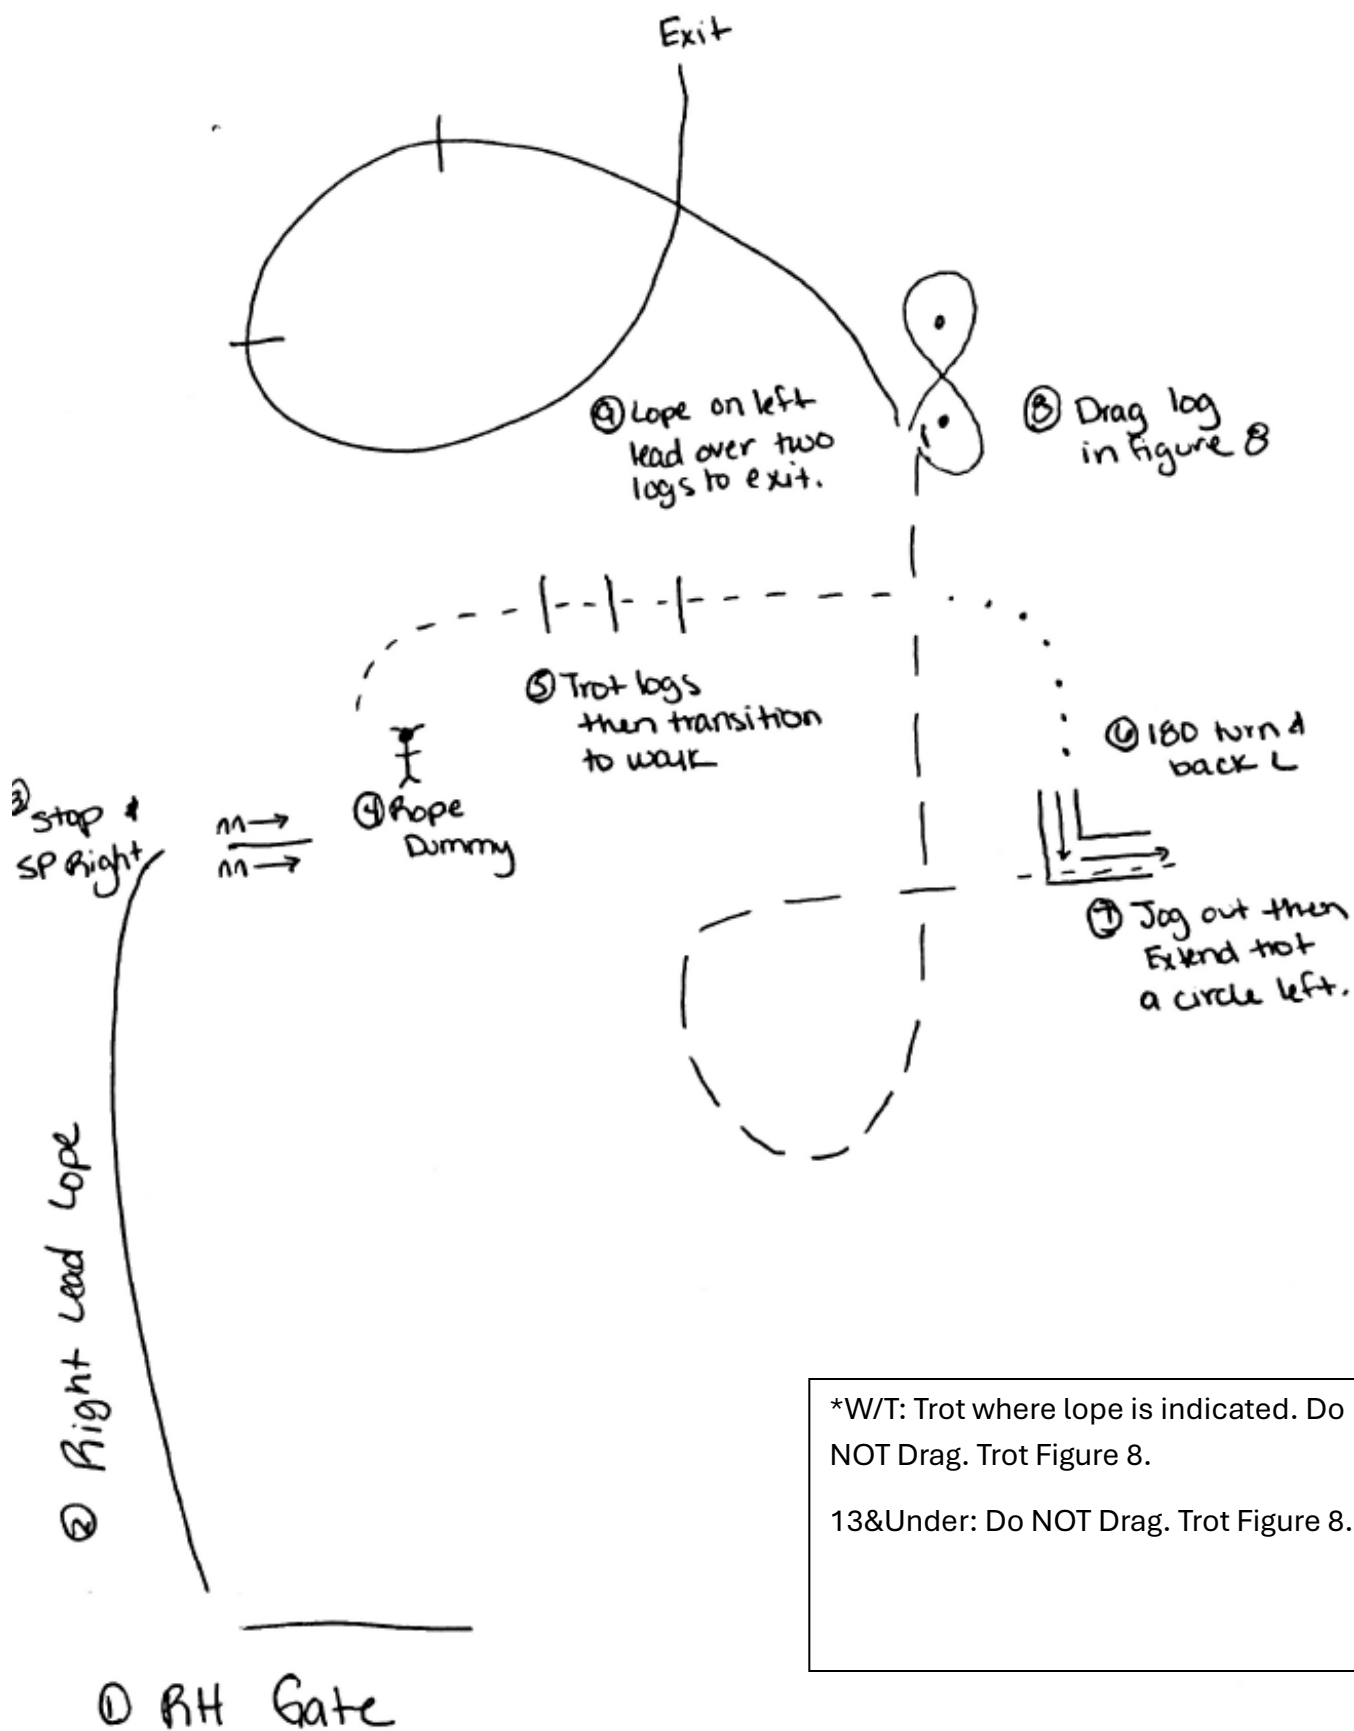 Exit
⑨ Lope on left
lead over two
logs to exit.
⑧ Drag log
in figure 8
⑤ Trot logs
then transition
to walk
⑥ 180 turn &
back L
③ Stop &
SP Right
④ Rope
Dummy
⑦ Jog out then
Extend trot
a circle left.
② Right Lead Lope
*W/T: Trot where lope is indicated. Do
NOT Drag. Trot Figure 8.
13&Under: Do NOT Drag. Trot Figure 8.
① RH Gate